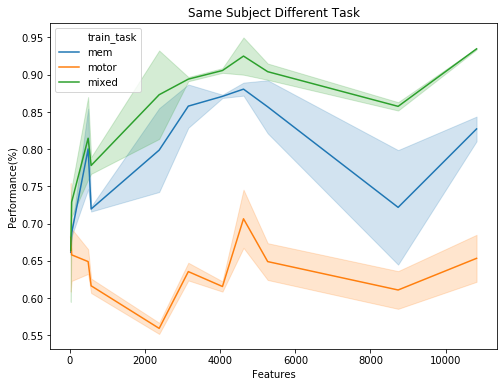 Same Subject Different Task
train_task
mem
motor
mixed
Performance(%)
0.95
0.90
0.85
0.80
0.75
0.70
0.65
0.60
0.55
0 2000 4000 6000 8000 10000
Features